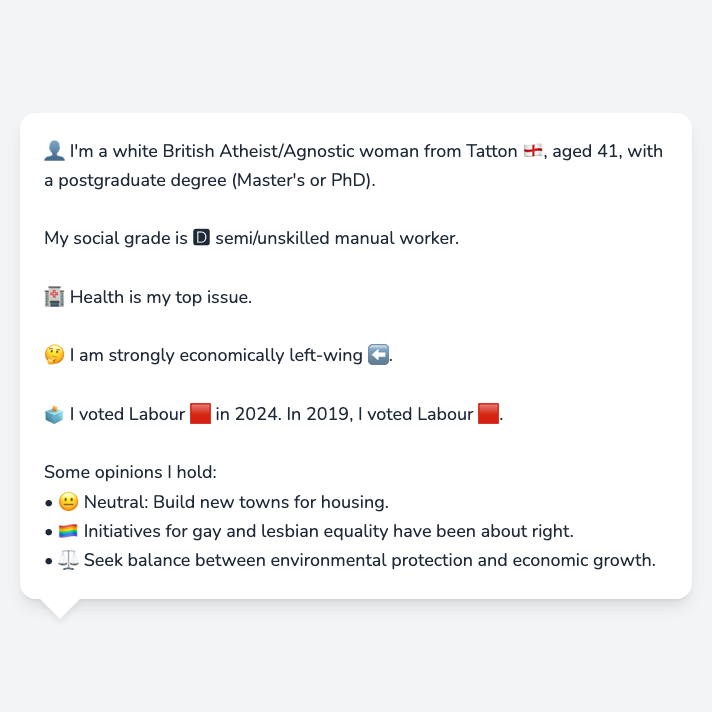 👤 I'm a white British Atheist/Agnostic woman from Tatton 🏴󠁧󠁢󠁥󠁮󠁧󠁿, aged 41, with
a postgraduate degree (Master's or PhD).
My social grade is 🅳 semi/unskilled manual worker.
🏥 Health is my top issue.
🤔 I am strongly economically left-wing ⬅️.
🗳️ I voted Labour 🟥 in 2024. In 2019, I voted Labour 🟥.
Some opinions I hold:
• 😐 Neutral: Build new towns for housing.
• 🏳️‍🌈 Initiatives for gay and lesbian equality have been about right.
• ⚖️ Seek balance between environmental protection and economic growth.